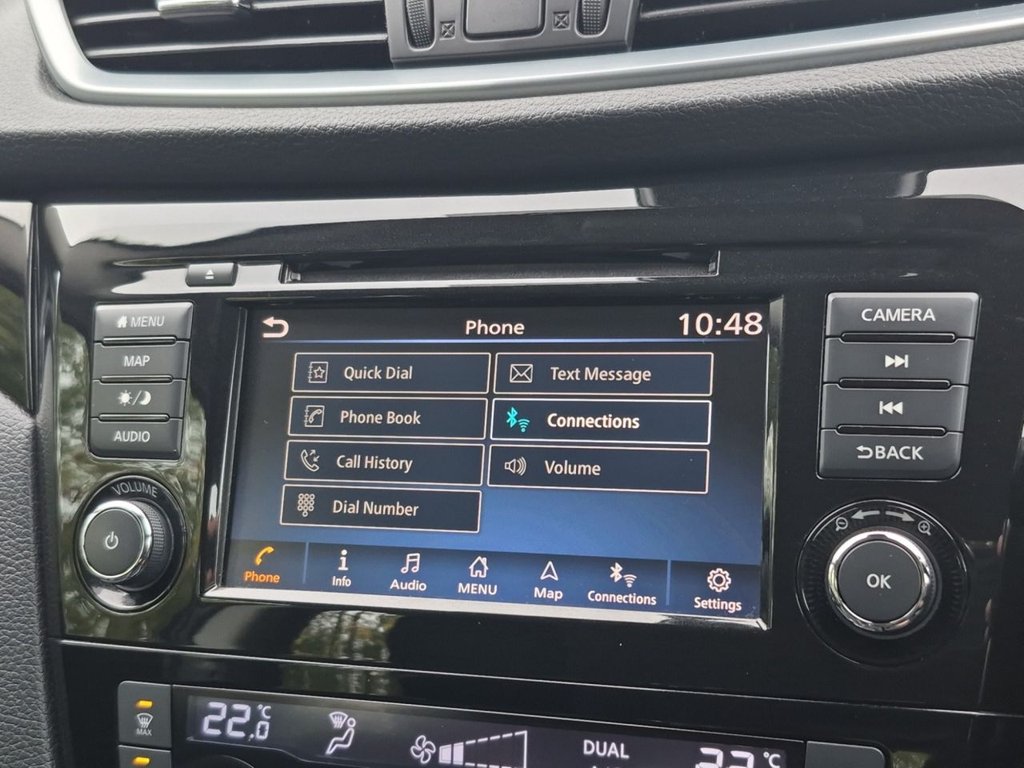 MENU
MAP
AUDIO
VOLUME
Phone
10:48
Quick Dial
Text Message
Phone Book
Connections
Call History
Volume
Dial Number
Phone
Info
Audio
MENU
Map
Connections
Settings
CAMERA
BACK
OK
MAX
22.0 °C
DUAL
°C